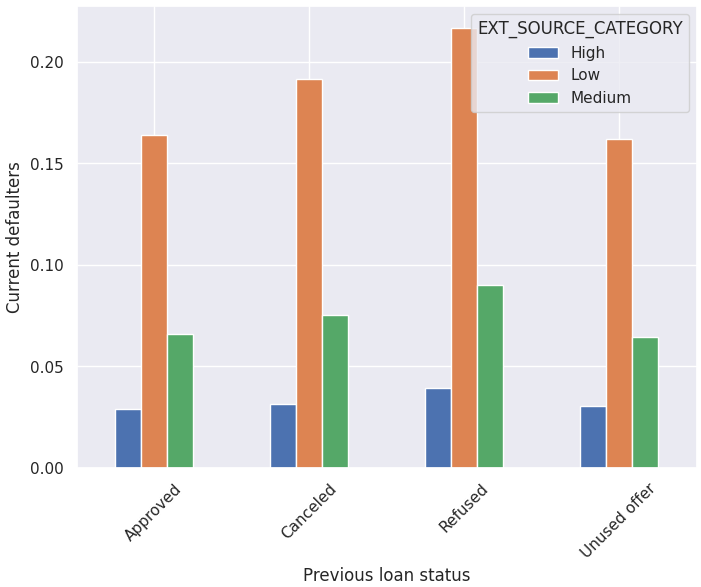 EXT_SOURCE_CATEGORY
High
Low
Medium
Current defaulters
0.20
0.15
0.10
0.05
0.00
Approved
Canceled
Refused
Unused offer
Previous loan status